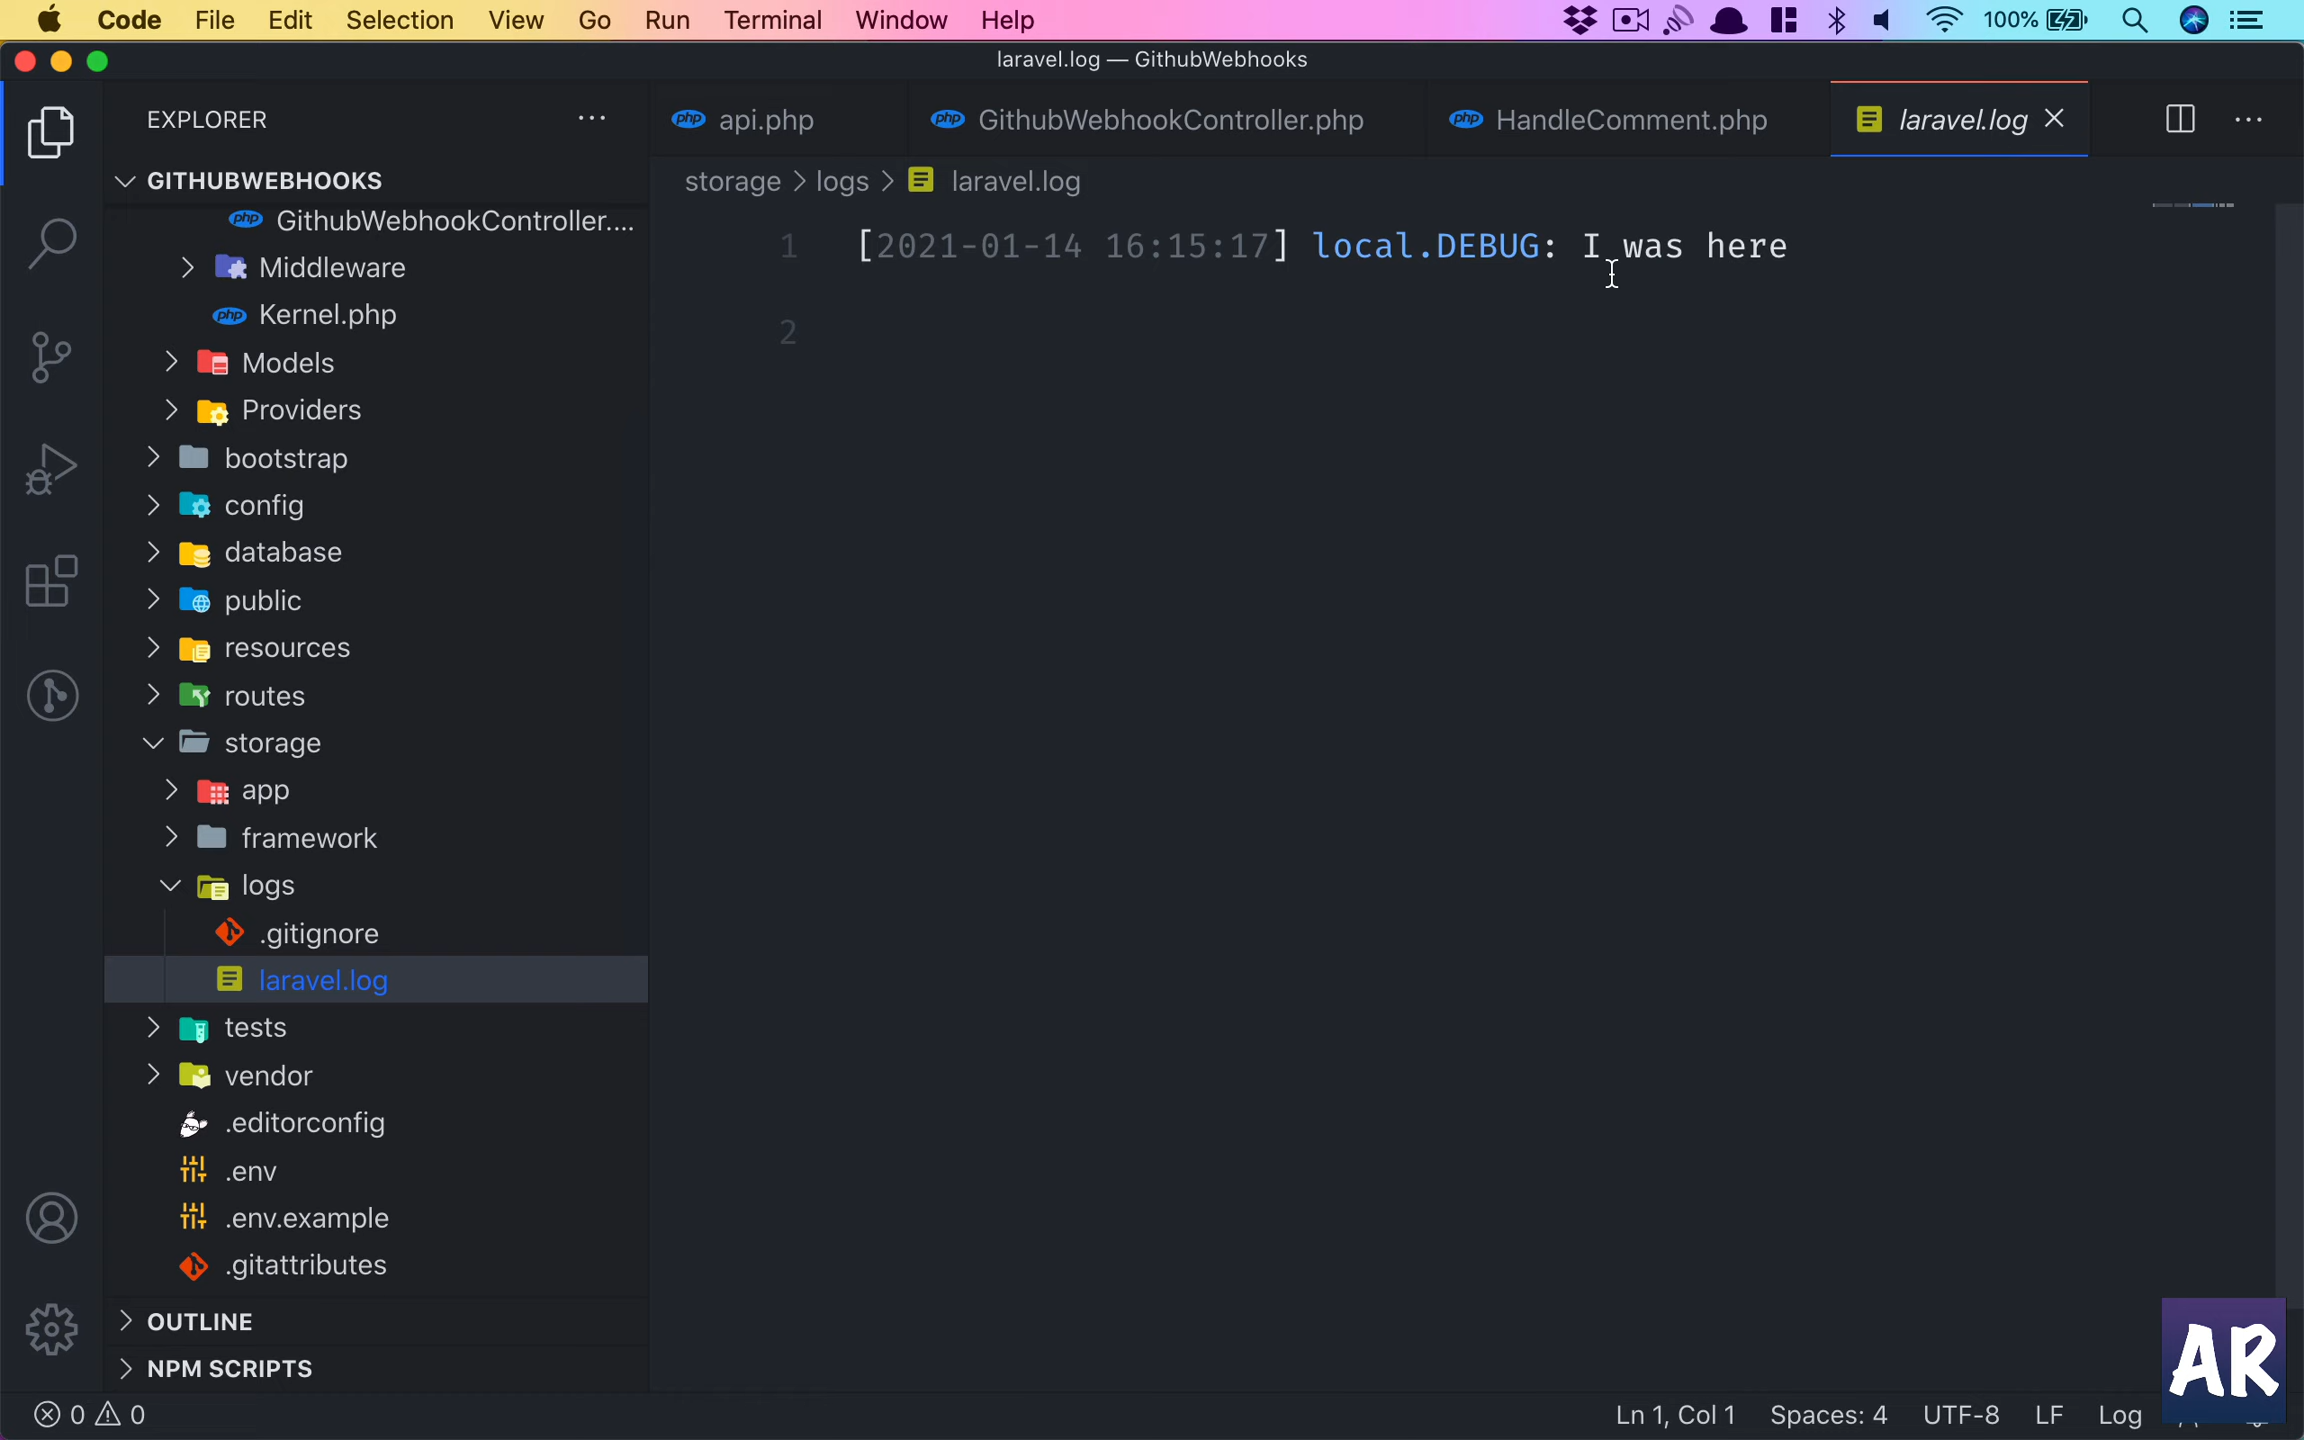 Code File Edit Selection View Go Run Terminal Window Help 100%
laravel.log — GithubWebhooks
EXPLORER
api.php GithubWebhookController.php HandleComment.php laravel.log
GITHUBWEBHOOKS
storage > logs > laravel.log
GithubWebhookController....
Middleware
Kernel.php
Models
Providers
bootstrap
config
database
public
resources
routes
storage
app
framework
logs
.gitignore
laravel.log
tests
vendor
.editorconfig
.env
.env.example
.gitattributes
OUTLINE
NPM SCRIPTS
1 [2021-01-14 16:15:17] local.DEBUG: I was here
2
0 0 Ln 1, Col 1 Spaces: 4 UTF-8 LF Log
AR